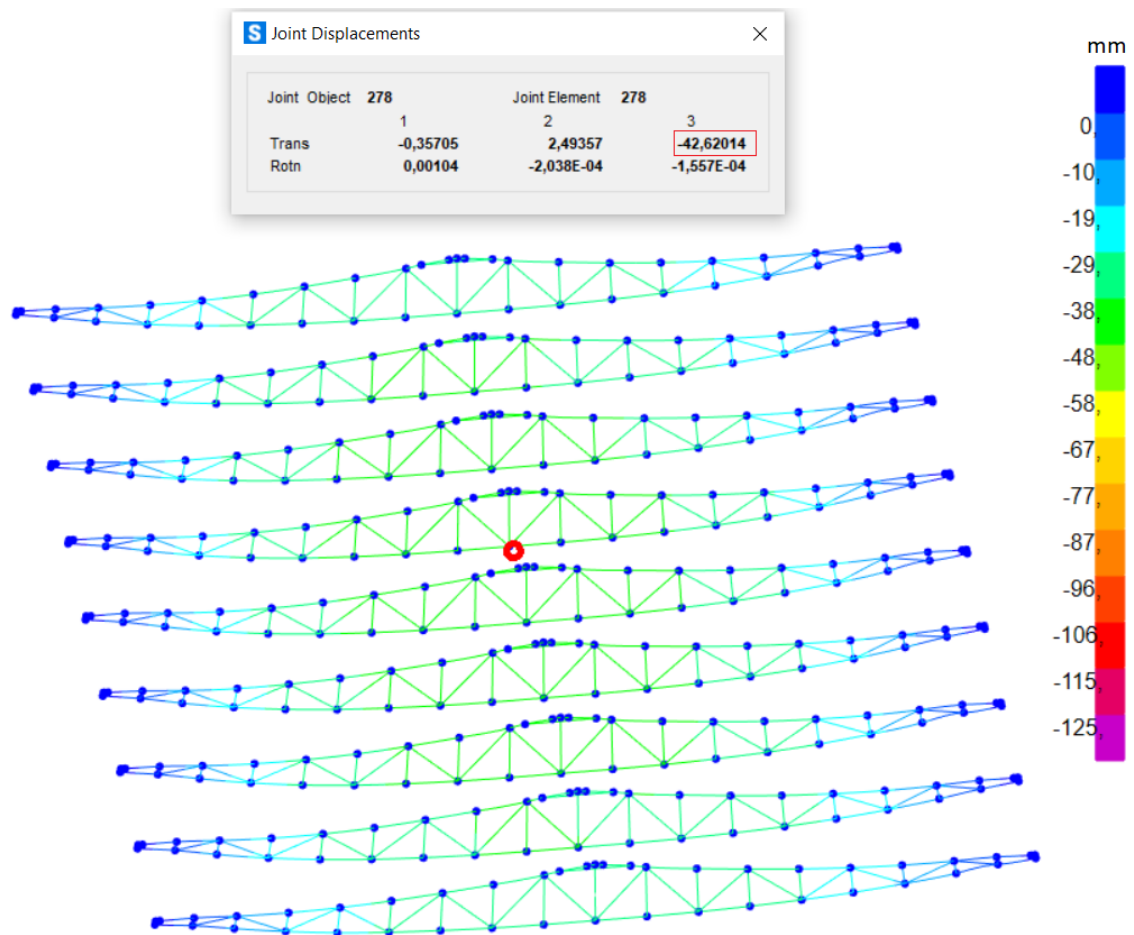 S Joint Displacements
Joint Object 278 Joint Element 278
1 2 3
Trans -0,35705 2,49357 -42,62014
Rotn 0,00104 -2,038E-04 -1,557E-04
mm
0,
-10,
-19,
-29,
-38,
-48,
-58,
-67,
-77,
-87,
-96,
-106,
-115,
-125,